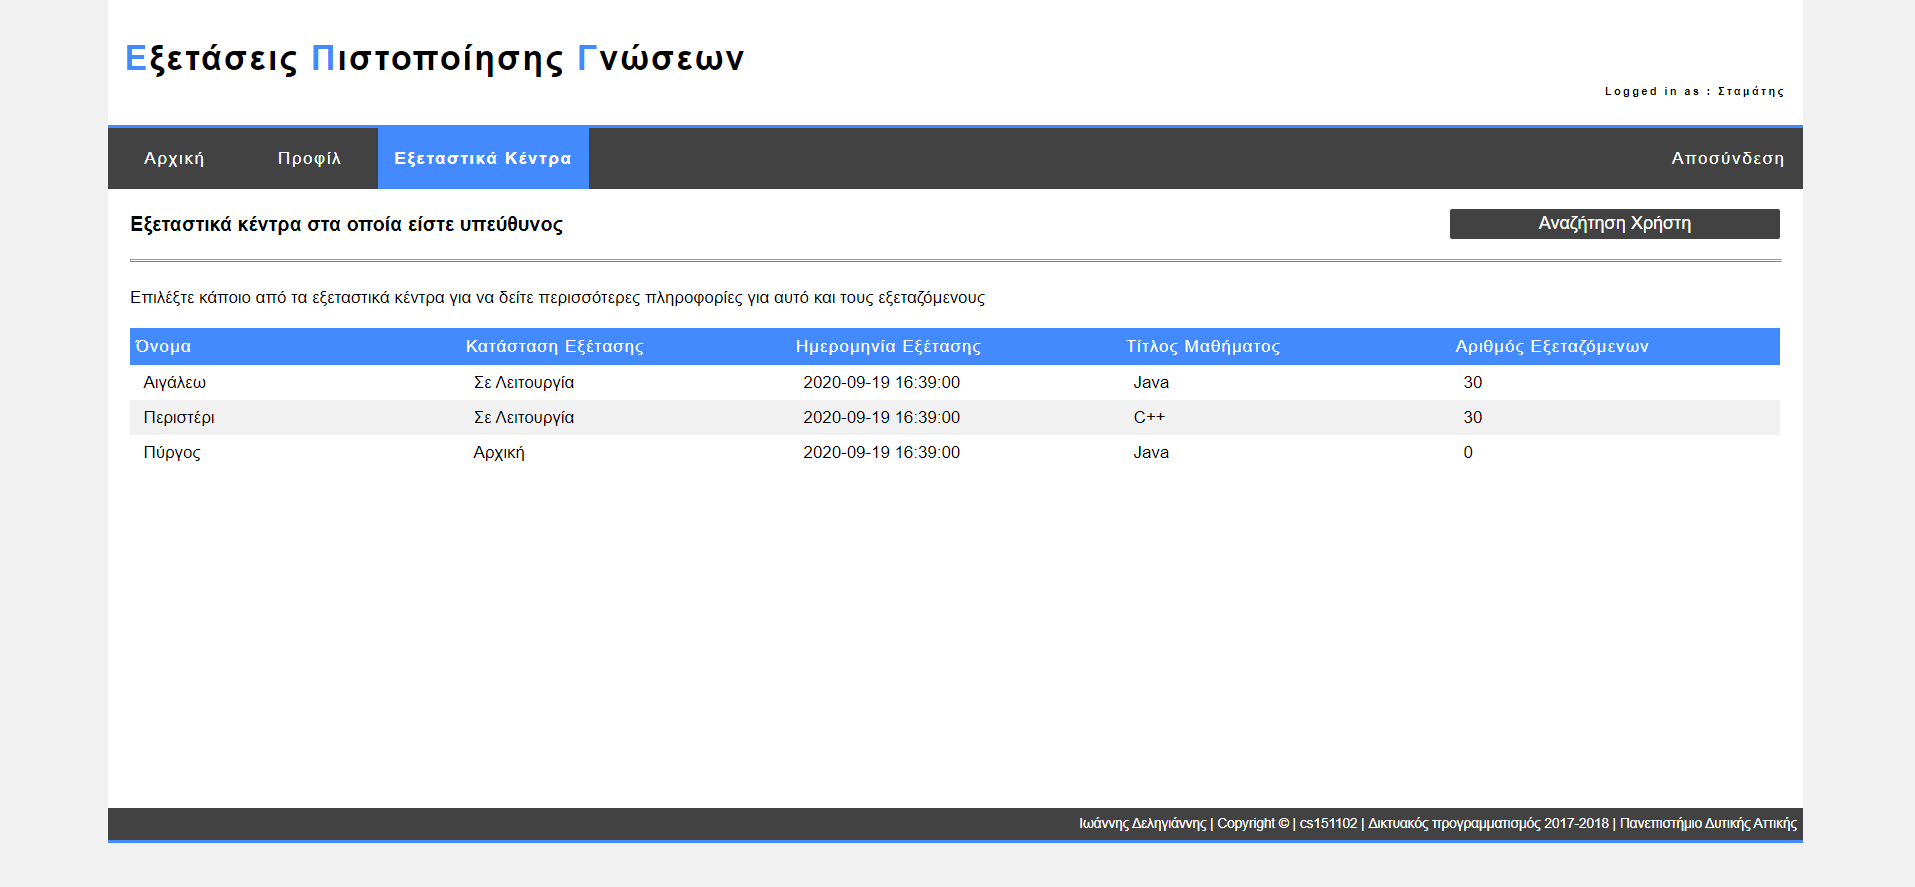 Εξετάσεις Πιστοποίησης Γνώσεων
Logged in as : Σταμάτης
Αρχική Προφίλ Εξεταστικά Κέντρα Αποσύνδεση
Εξεταστικά κέντρα στα οποία είστε υπεύθυνος Αναζήτηση Χρήστη
Επιλέξτε κάποιο από τα εξεταστικά κέντρα για να δείτε περισσότερες πληροφορίες για αυτό και τους εξεταζόμενους
Όνομα Κατάσταση Εξέτασης Ημερομηνία Εξέτασης Τίτλος Μαθήματος Αριθμός Εξεταζόμενων
Αιγάλεω Σε Λειτουργία 2020-09-19 16:39:00 Java 30
Περιστέρι Σε Λειτουργία 2020-09-19 16:39:00 C++ 30
Πύργος Αρχική 2020-09-19 16:39:00 Java 0
Ιωάννης Δεληγιάννης | Copyright © | cs151102 | Δικτυακός προγραμματισμός 2017-2018 | Πανεπιστήμιο Δυτικής Αττικής